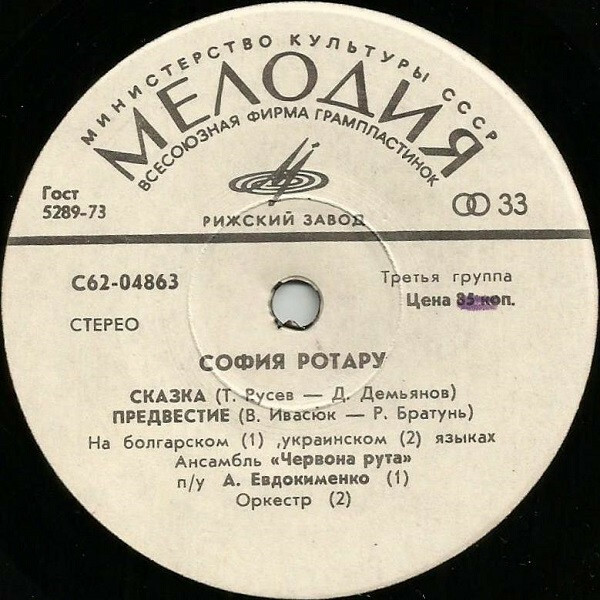 МИНИСТЕРСТВО КУЛЬТУРЫ СССР
МЕЛОДИЯ
ВСЕСОЮЗНАЯ ФИРМА ГРАМПЛАСТИНОК
Гост
5289-73
РИЖСКИЙ ЗАВОД
33
С62-04863
Третья группа
Цена 35 коп.
СТЕРЕО
СОФИЯ РОТАРУ
СКАЗКА (Т. Русев — Д. Демьянов)
ПРЕДВЕСТИЕ (В. Ивасюк — Р. Братунь)
На болгарском (1) ,украинском (2) языках
Ансамбль «Червона рута»
п/у А. Евдокименко (1)
Оркестр (2)